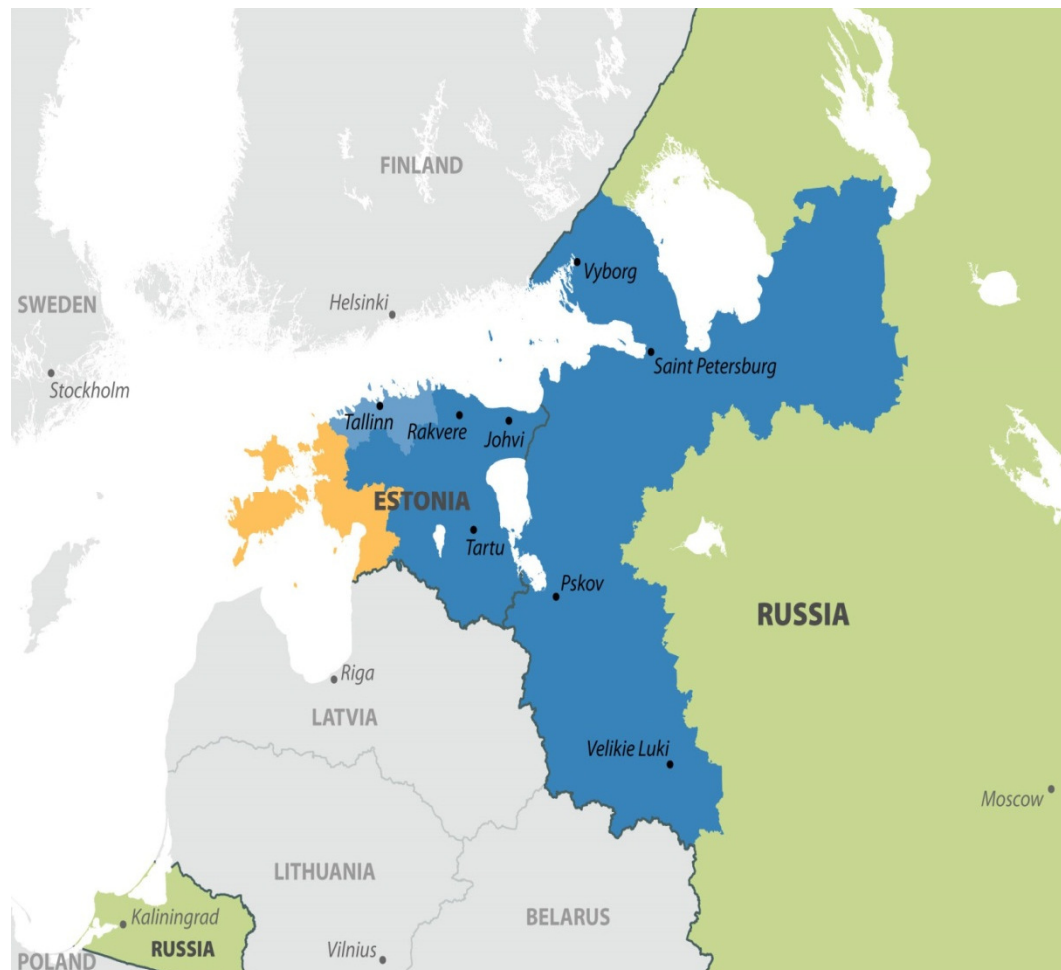 FINLAND
Vyborg
SWEDEN
Helsinki
Saint Petersburg
Stockholm
Tallinn
Rakvere
Johvi
ESTONIA
Tartu
Pskov
RUSSIA
Riga
LATVIA
Velikie Luki
Moscow
LITHUANIA
BELARUS
Kaliningrad
RUSSIA
Vilnius
POLAND